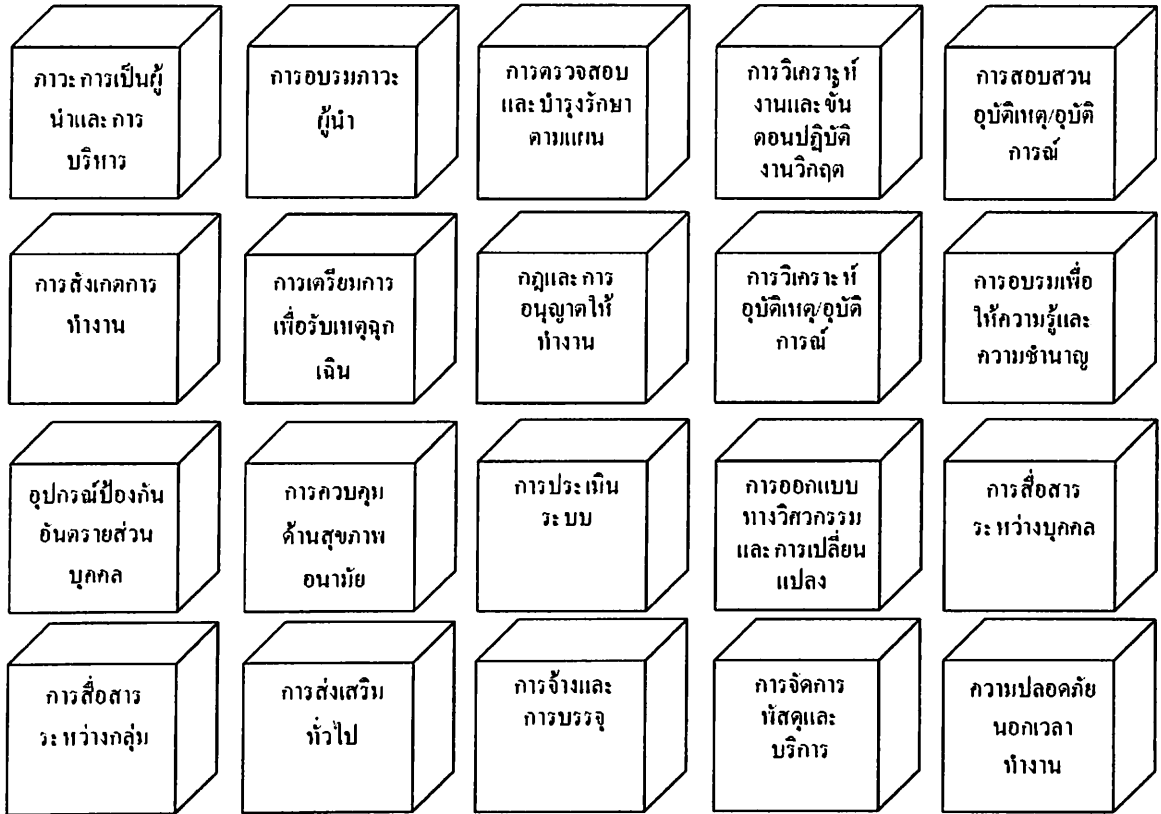 ภาวะการเป็นผู้
นำและการ
บริหาร
การอบรมภาวะ
ผู้นำ
การตรวจสอบ
และบำรุงรักษา
ตามแผน
การวิเคราะห์
งานและขั้น
ตอนปฏิบัติ
งานวิกฤต
การสอบสวน
อุบัติเหตุ/อุบัติ
การณ์
การสังเกตการ
ทำงาน
การเตรียมการ
เพื่อรับเหตุฉุก
เฉิน
กฎและการ
อนุญาตให้
ทำงาน
การวิเคราะห์
อุบัติเหตุ/อุบัติ
การณ์
การอบรมเพื่อ
ให้ความรู้และ
ความชำนาญ
อุปกรณ์ป้องกัน
อันตรายส่วน
บุคคล
การควบคุม
ด้านสุขภาพ
อนามัย
การประเมิน
ระบบ
การออกแบบ
ทางวิศวกรรม
และการเปลี่ยน
แปลง
การสื่อสาร
ระหว่างบุคคล
การสื่อสาร
ระหว่างกลุ่ม
การส่งเสริม
ทั่วไป
การจ้างและ
การบรรจุ
การจัดการ
พัสดุและ
บริการ
ความปลอดภัย
นอกเวลา
ทำงาน